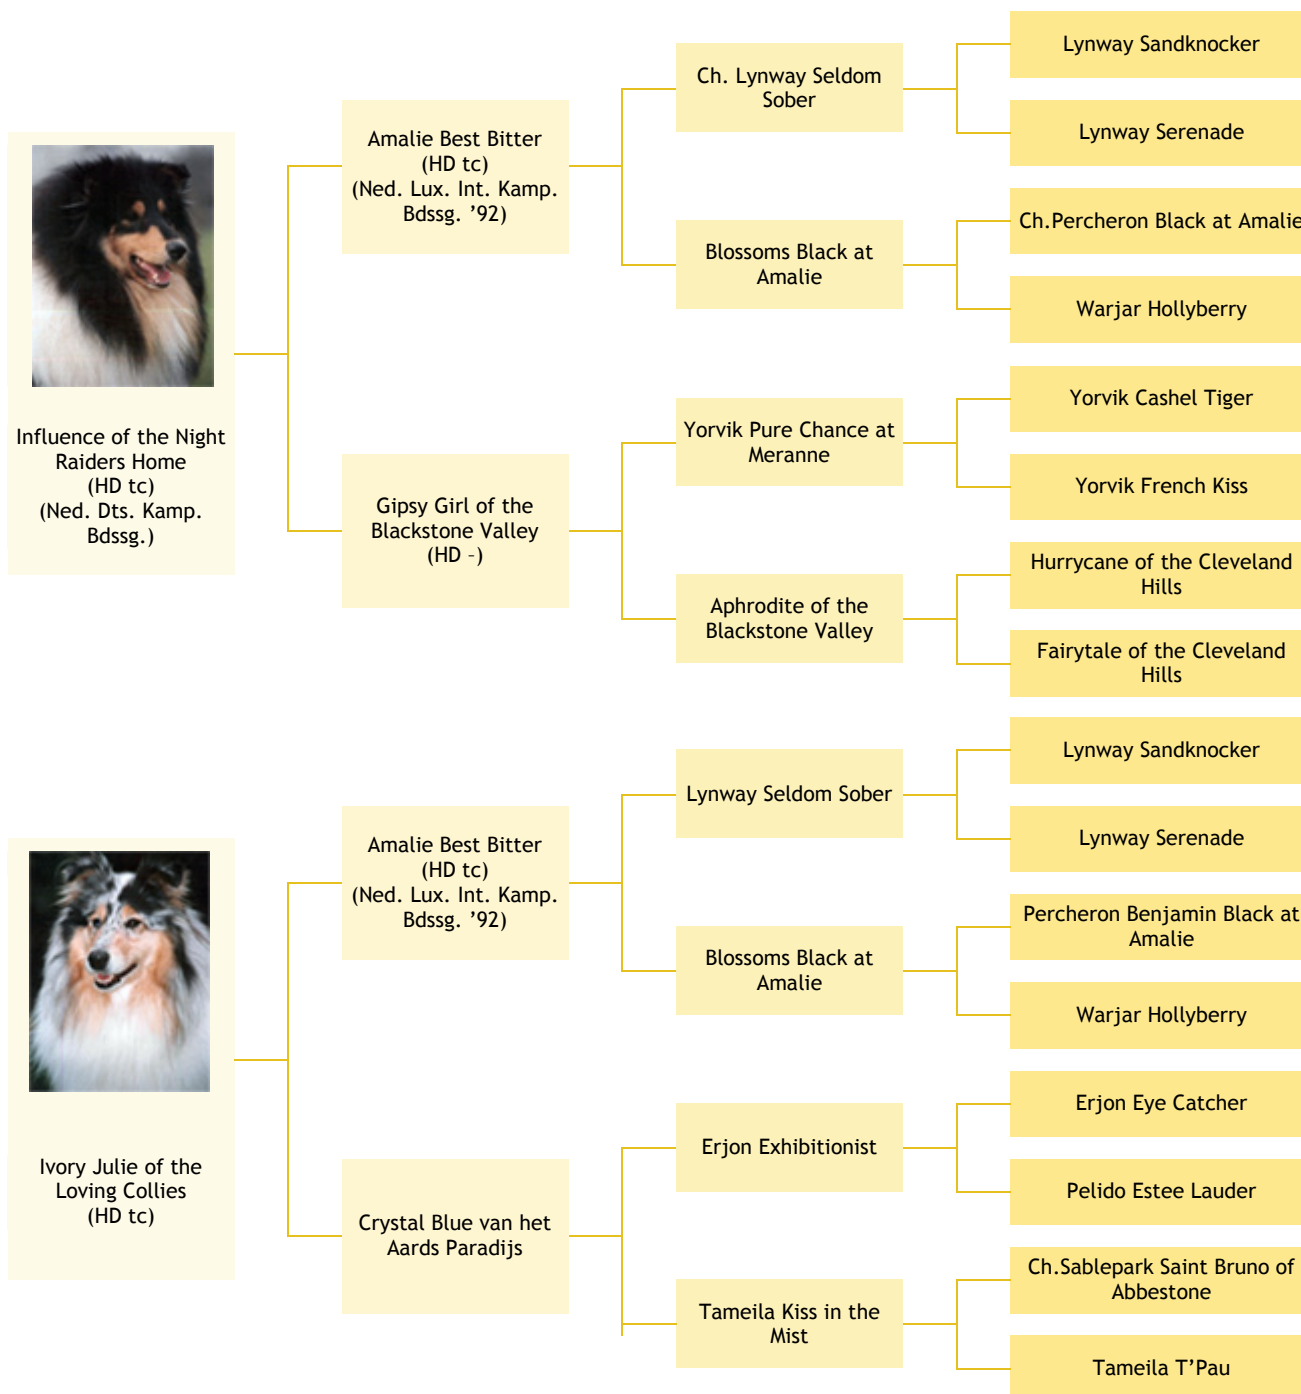 Influence of the Night
Raiders Home
(HD tc)
(Ned. Dts. Kamp.
Bdssg.)
Amalie Best Bitter
(HD tc)
(Ned. Lux. Int. Kamp.
Bdssg. ’92)
Ch. Lynway Seldom
Sober
Lynway Sandknocker
Lynway Serenade
Blossoms Black at
Amalie
Ch.Percheron Black at Amalie
Warjar Hollyberry
Gipsy Girl of the
Blackstone Valley
(HD –)
Yorvik Pure Chance at
Meranne
Yorvik Cashel Tiger
Yorvik French Kiss
Aphrodite of the
Blackstone Valley
Hurrycane of the Cleveland
Hills
Fairytale of the Cleveland
Hills
Ivory Julie of the
Loving Collies
(HD tc)
Amalie Best Bitter
(HD tc)
(Ned. Lux. Int. Kamp.
Bdssg. ’92)
Lynway Seldom Sober
Lynway Sandknocker
Lynway Serenade
Blossoms Black at
Amalie
Percheron Benjamin Black at
Amalie
Warjar Hollyberry
Crystal Blue van het
Aards Paradijs
Erjon Exhibitionist
Erjon Eye Catcher
Pelido Estee Lauder
Tameila Kiss in the
Mist
Ch.Sablepark Saint Bruno of
Abbestone
Tameila T’Pau